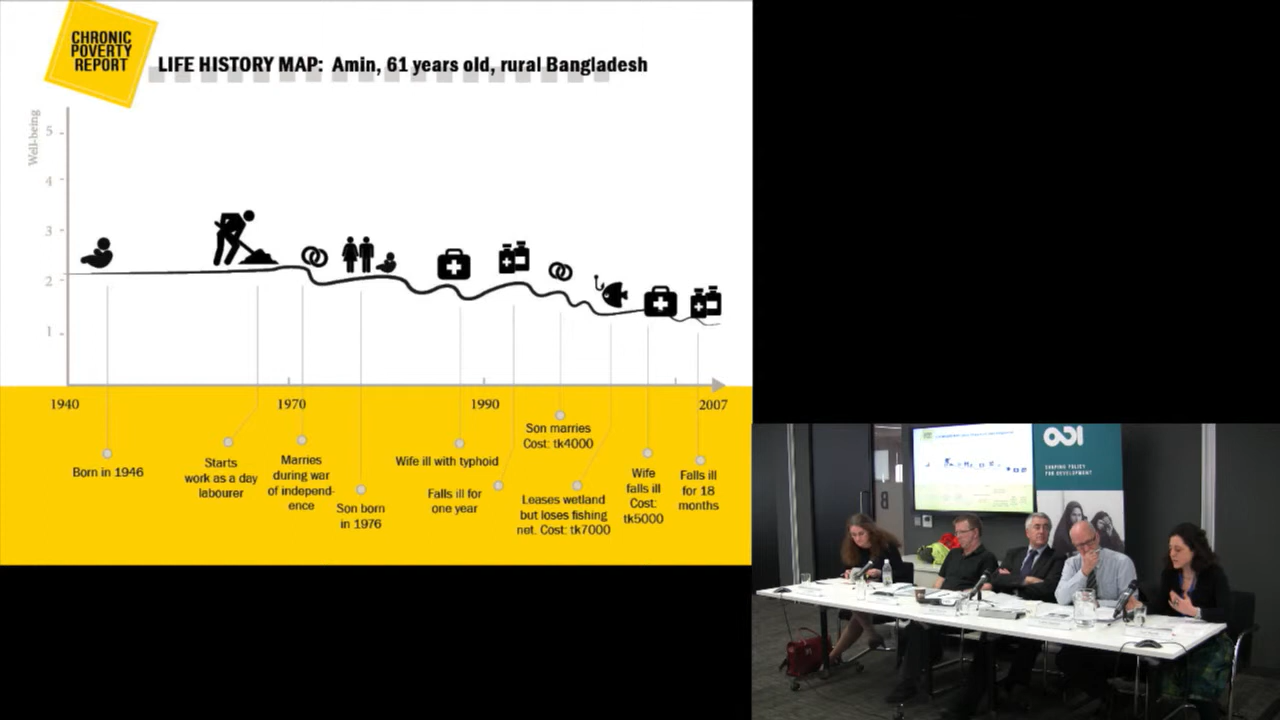 CHRONIC
POVERTY
REPORT
LIFE HISTORY MAP: Amin, 61 years old, rural Bangladesh
Well-being
5
4
3
2
1
1940
1970
1990
2007
Born in 1946
Starts
work as a day
labourer
Marries
during war
of independ-
ence
Son born
in 1976
Wife ill with typhoid
Falls ill for
one year
Son marries
Cost: tk4000
Leases wetland
but loses fishing
net. Cost: tk7000
Wife
falls ill
Cost:
tk5000
Falls ill
for 18
months
ODI
SHAPING POLICY
FOR DEVELOPMENT